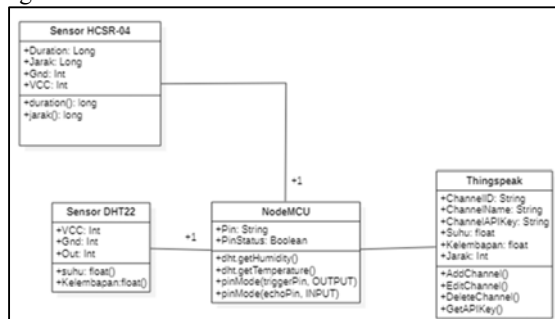 Sensor HCSR-04
+Duration: Long
+Jarak: Long
+Gnd: Int
+VCC: Int
+duration(): long
+jarak(): long
+1
Sensor DHT22
+VCC: Int
+Gnd: Int
+Out: Int
+suhu: float()
+Kelembapan:float()
+1
NodeMCU
+Pin: String
+PinStatus: Boolean
+dht.getHumidity()
+dht.getTemperature()
+pinMode(triggerPin, OUTPUT)
+pinMode(echoPin, INPUT)
Thingspeak
+ChannelID: String
+ChannelName: String
+ChannelAPIKey: String
+Suhu: float
+Kelembapan: float
+Jarak: Int
+AddChannel()
+EditChannel()
+DeleteChannel()
+GetAPIKey()